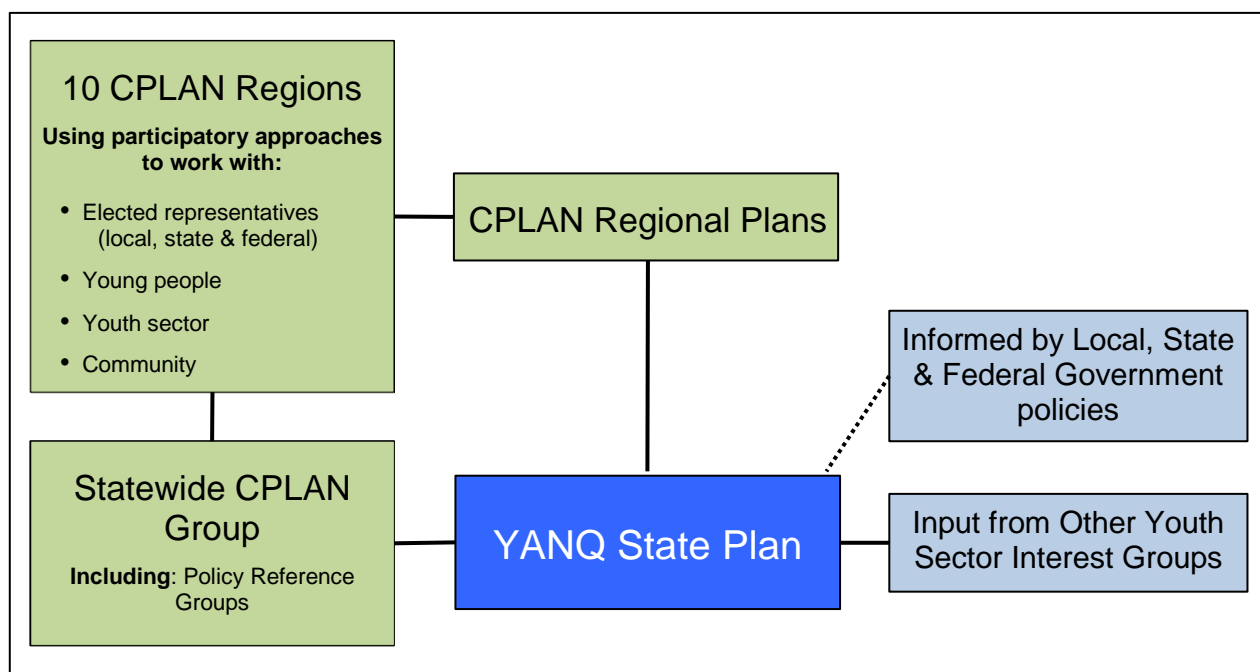 10 CPLAN Regions
Using participatory approaches
to work with:
• Elected representatives
(local, state & federal)
• Young people
• Youth sector
• Community
CPLAN Regional Plans
Informed by Local, State
& Federal Government
policies
Statewide CPLAN
Group
Including: Policy Reference
Groups
YANQ State Plan
Input from Other Youth
Sector Interest Groups